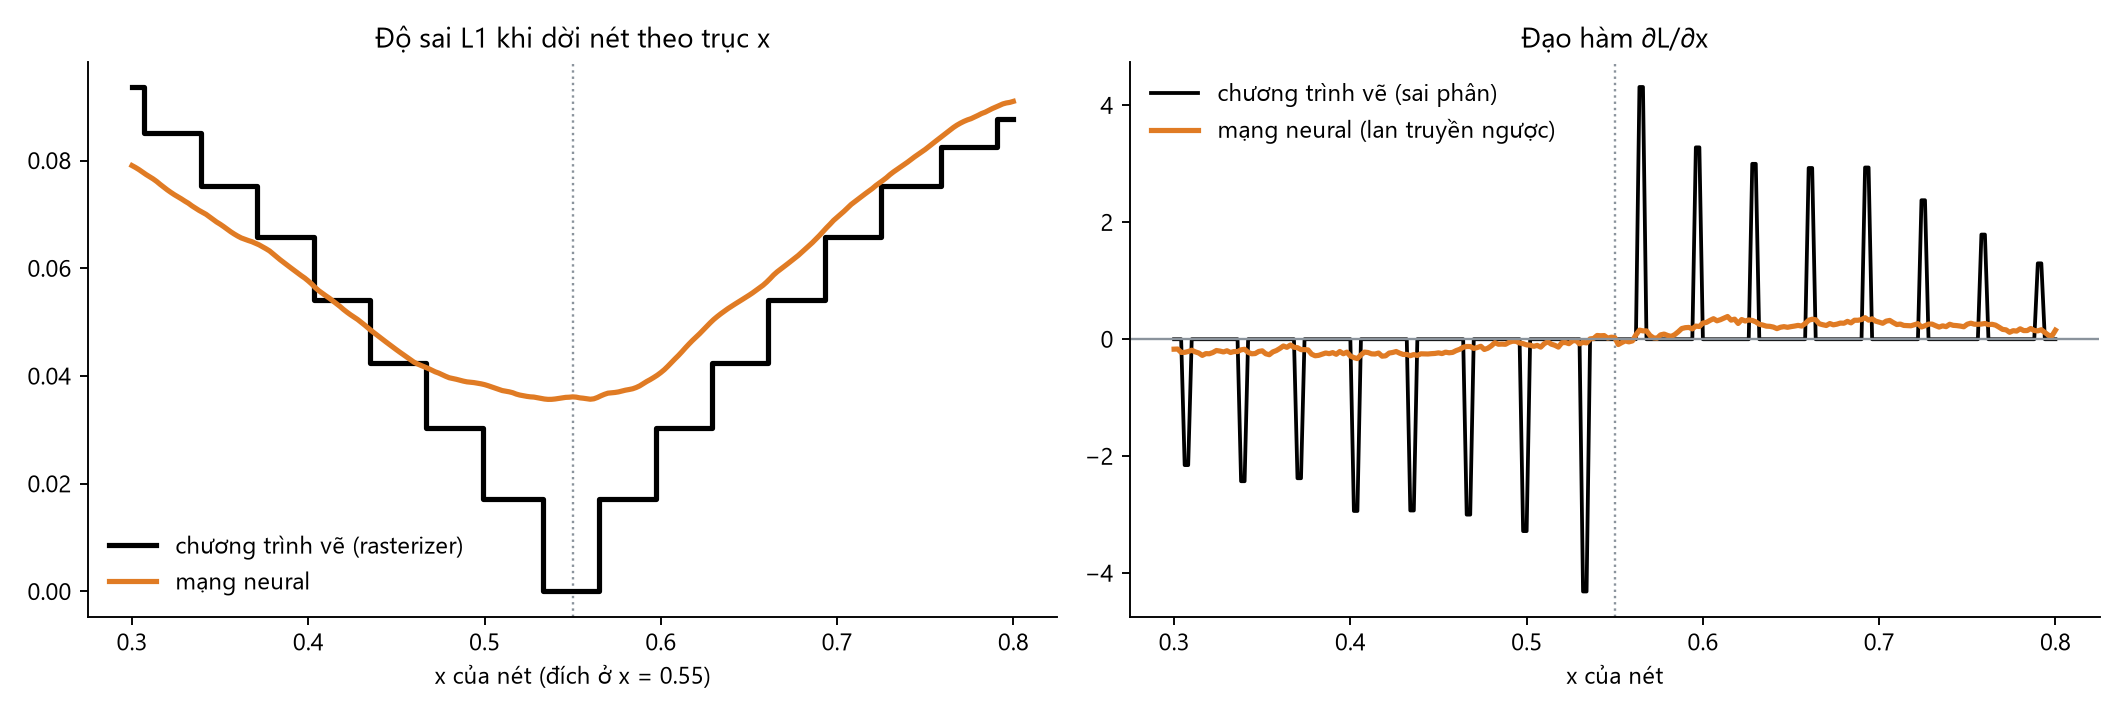 Độ sai L1 khi dời nét theo trục x
0.08
0.06
0.04
0.02
0.00
chương trình vẽ (rasterizer)
mạng neural
0.3 0.4 0.5 0.6 0.7 0.8
x của nét (đích ở x = 0.55)
Đạo hàm ∂L/∂x
chương trình vẽ (sai phân)
mạng neural (lan truyền ngược)
4
2
0
−2
−4
0.3 0.4 0.5 0.6 0.7 0.8
x của nét